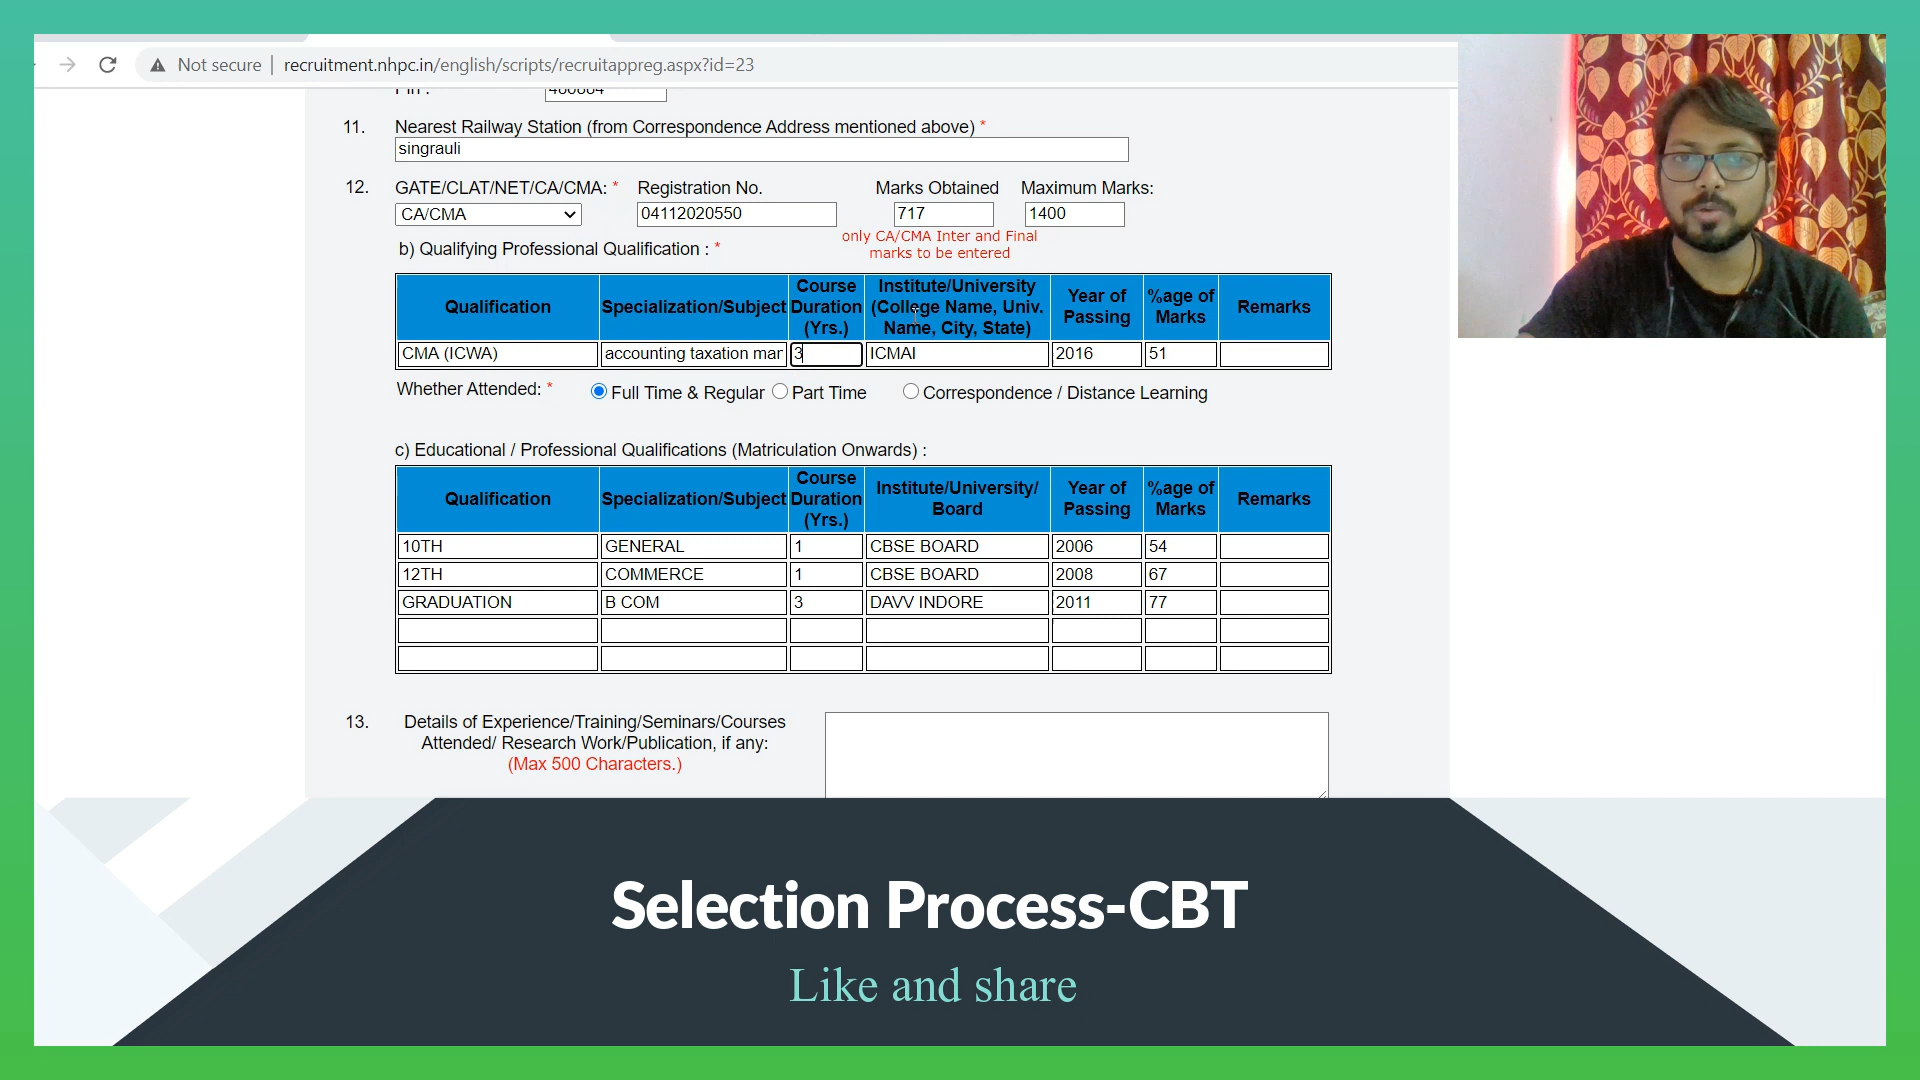 Not secure | recruitment.nhpc.in/english/scripts/recruitappreg.aspx?id=23
11. Nearest Railway Station (from Correspondence Address mentioned above) *
singrauli
12. GATE/CLAT/NET/CA/CMA: * Registration No. Marks Obtained Maximum Marks:
CA/CMA 04112020550 717 1400
only CA/CMA Inter and Final
marks to be entered
b) Qualifying Professional Qualification : *
Qualification Specialization/Subject Course Duration (Yrs.) Institute/University (College Name, Univ. Name, City, State) Year of Passing %age of Marks Remarks
CMA (ICWA) accounting taxation mar 3 ICMAI 2016 51
Whether Attended: * Full Time & Regular Part Time Correspondence / Distance Learning
c) Educational / Professional Qualifications (Matriculation Onwards) :
Qualification Specialization/Subject Course Duration (Yrs.) Institute/University/ Board Year of Passing %age of Marks Remarks
10TH GENERAL 1 CBSE BOARD 2006 54
12TH COMMERCE 1 CBSE BOARD 2008 67
GRADUATION B COM 3 DAVV INDORE 2011 77
13. Details of Experience/Training/Seminars/Courses
Attended/ Research Work/Publication, if any:
(Max 500 Characters.)
Selection Process-CBT
Like and share